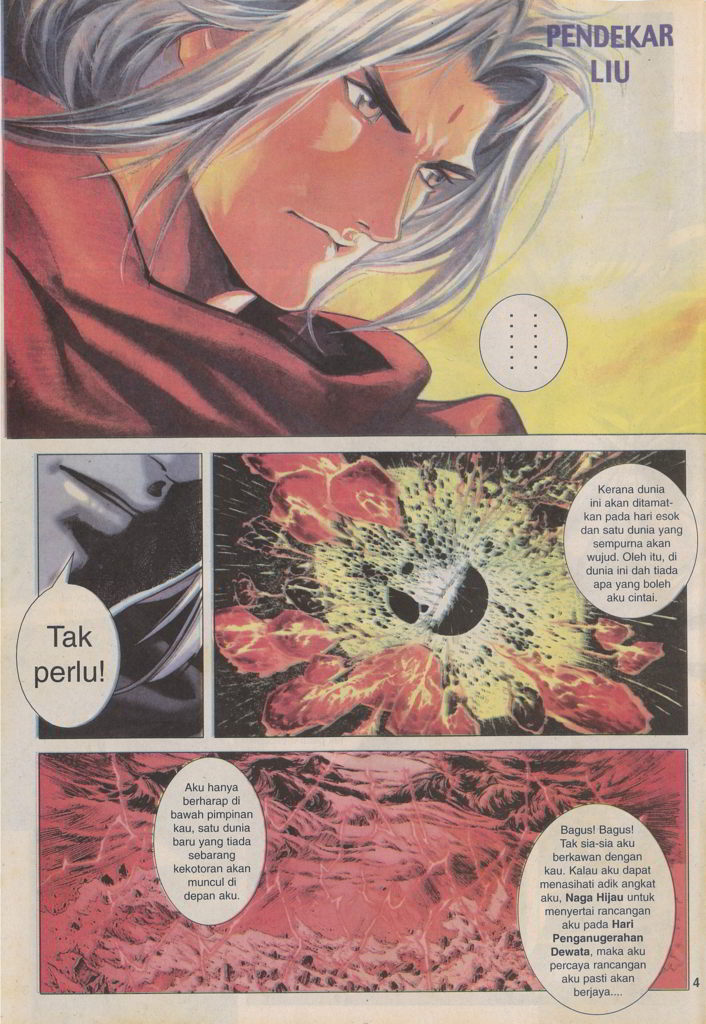 PENDEKAR
LIU
: :
: :
: :
: :
Tak
perlu!
Kerana dunia
ini akan ditamat-
kan pada hari esok
dan satu dunia yang
sempurna akan
wujud. Oleh itu, di
dunia ini dah tiada
apa yang boleh
aku cintai.
Aku hanya
berharap di
bawah pimpinan
kau, satu dunia
baru yang tiada
sebarang
kekotoran akan
muncul di
depan aku.
Bagus! Bagus!
Tak sia-sia aku
berkawan dengan
kau. Kalau aku dapat
menasihati adik angkat
aku, Naga Hijau untuk
menyertai rancangan
aku pada Hari
Penganugerahan
Dewata, maka aku
percaya rancangan
aku pasti akan
berjaya....
4